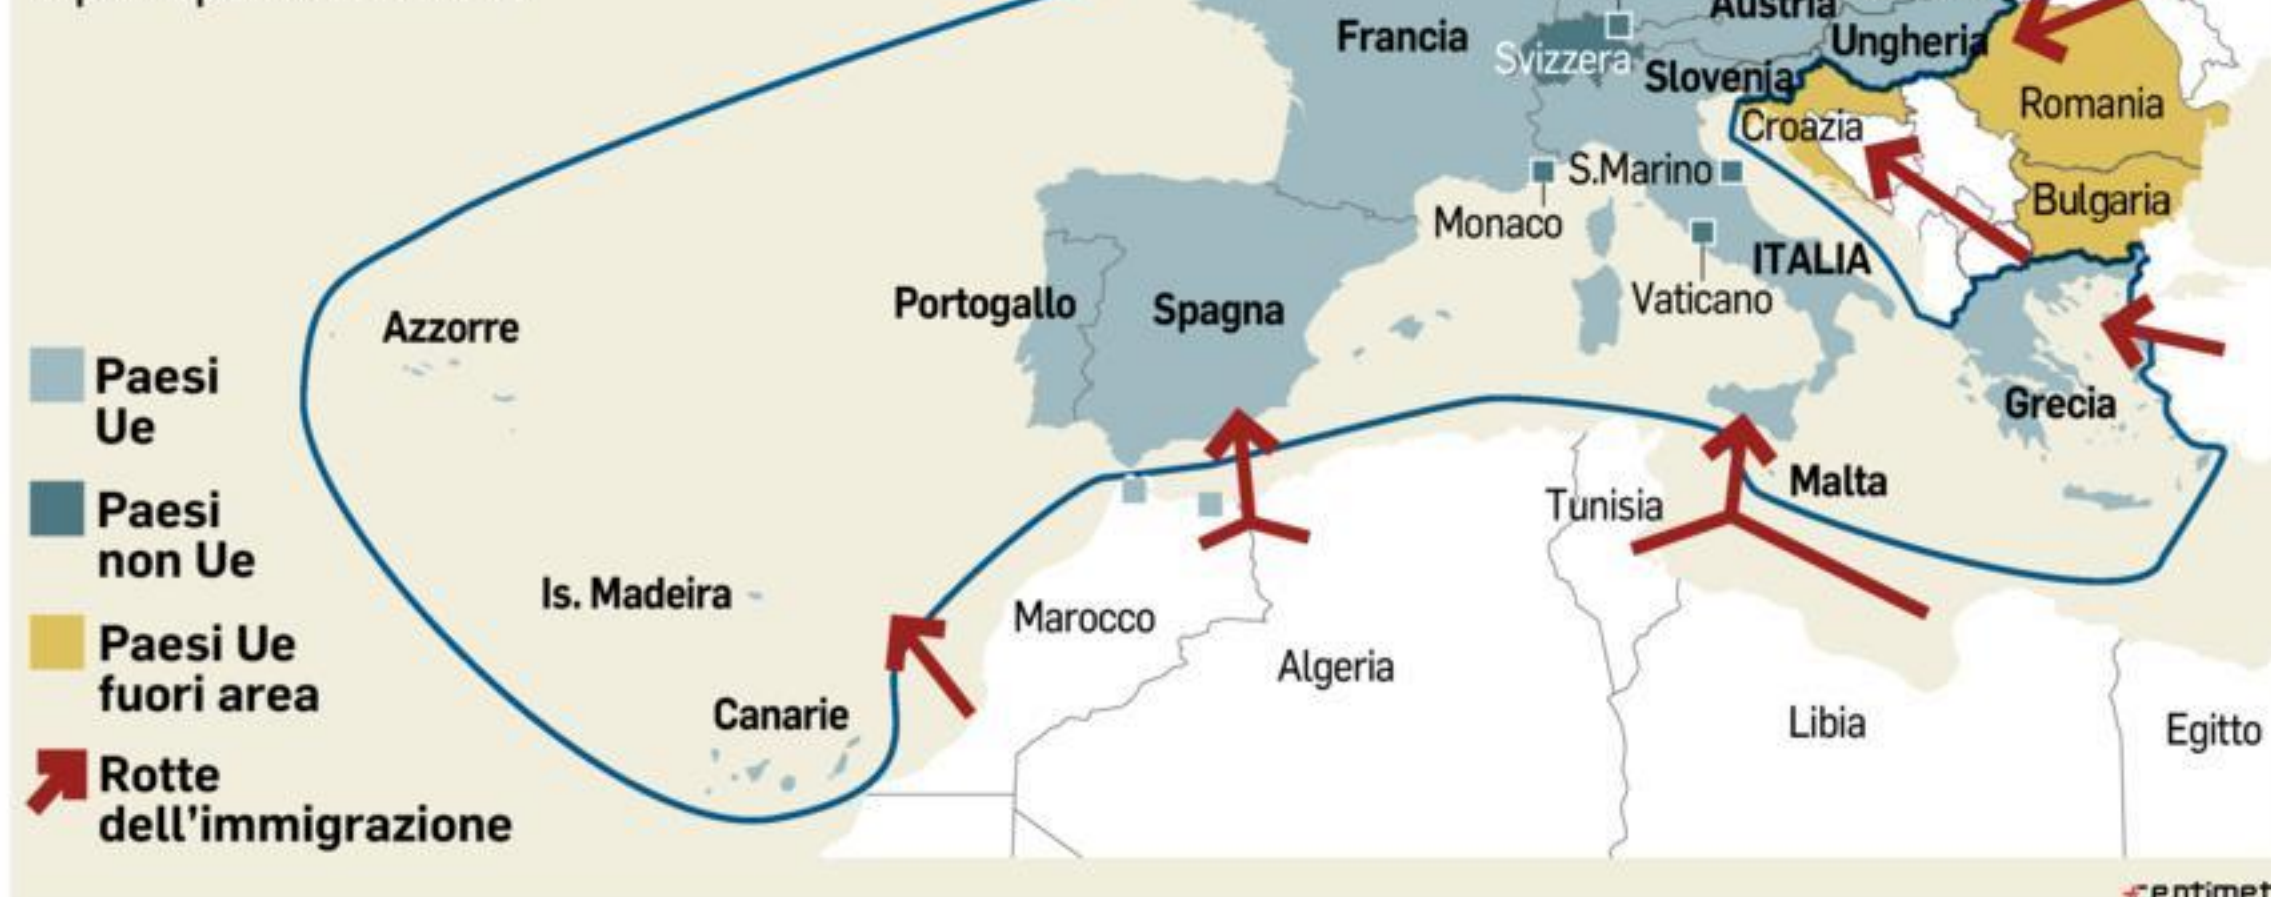 Austria
Francia
Ungheria
Svizzera
Slovenia
Romania
Croazia
S.Marino
Bulgaria
Monaco
ITALIA
Vaticano
Portogallo
Spagna
Azzorre
Grecia
Malta
Tunisia
Is. Madeira
Marocco
Algeria
Canarie
Libia
Egitto
Paesi
Ue
Paesi
non Ue
Paesi Ue
fuori area
Rotte
dell'immigrazione